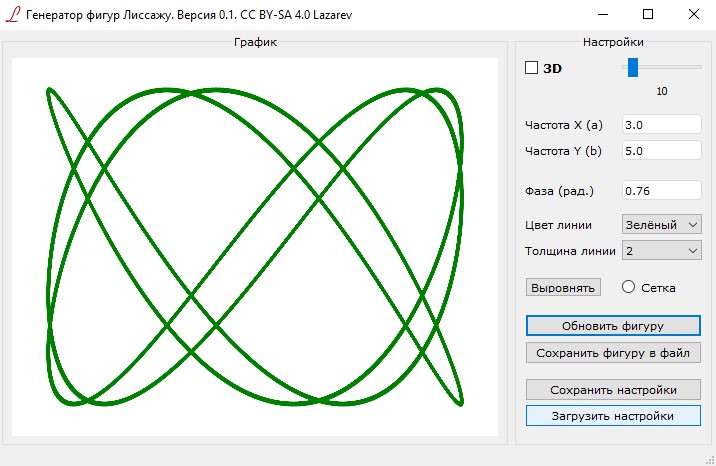 Генератор фигур Лиссажу. Версия 0.1. CC BY-SA 4.0 Lazarev
График
Настройки
3D
10
Частота X (a) 3.0
Частота Y (b) 5.0
Фаза (рад.) 0.76
Цвет линии Зелёный
Толщина линии 2
Выровнять Сетка
Обновить фигуру
Сохранить фигуру в файл
Сохранить настройки
Загрузить настройки